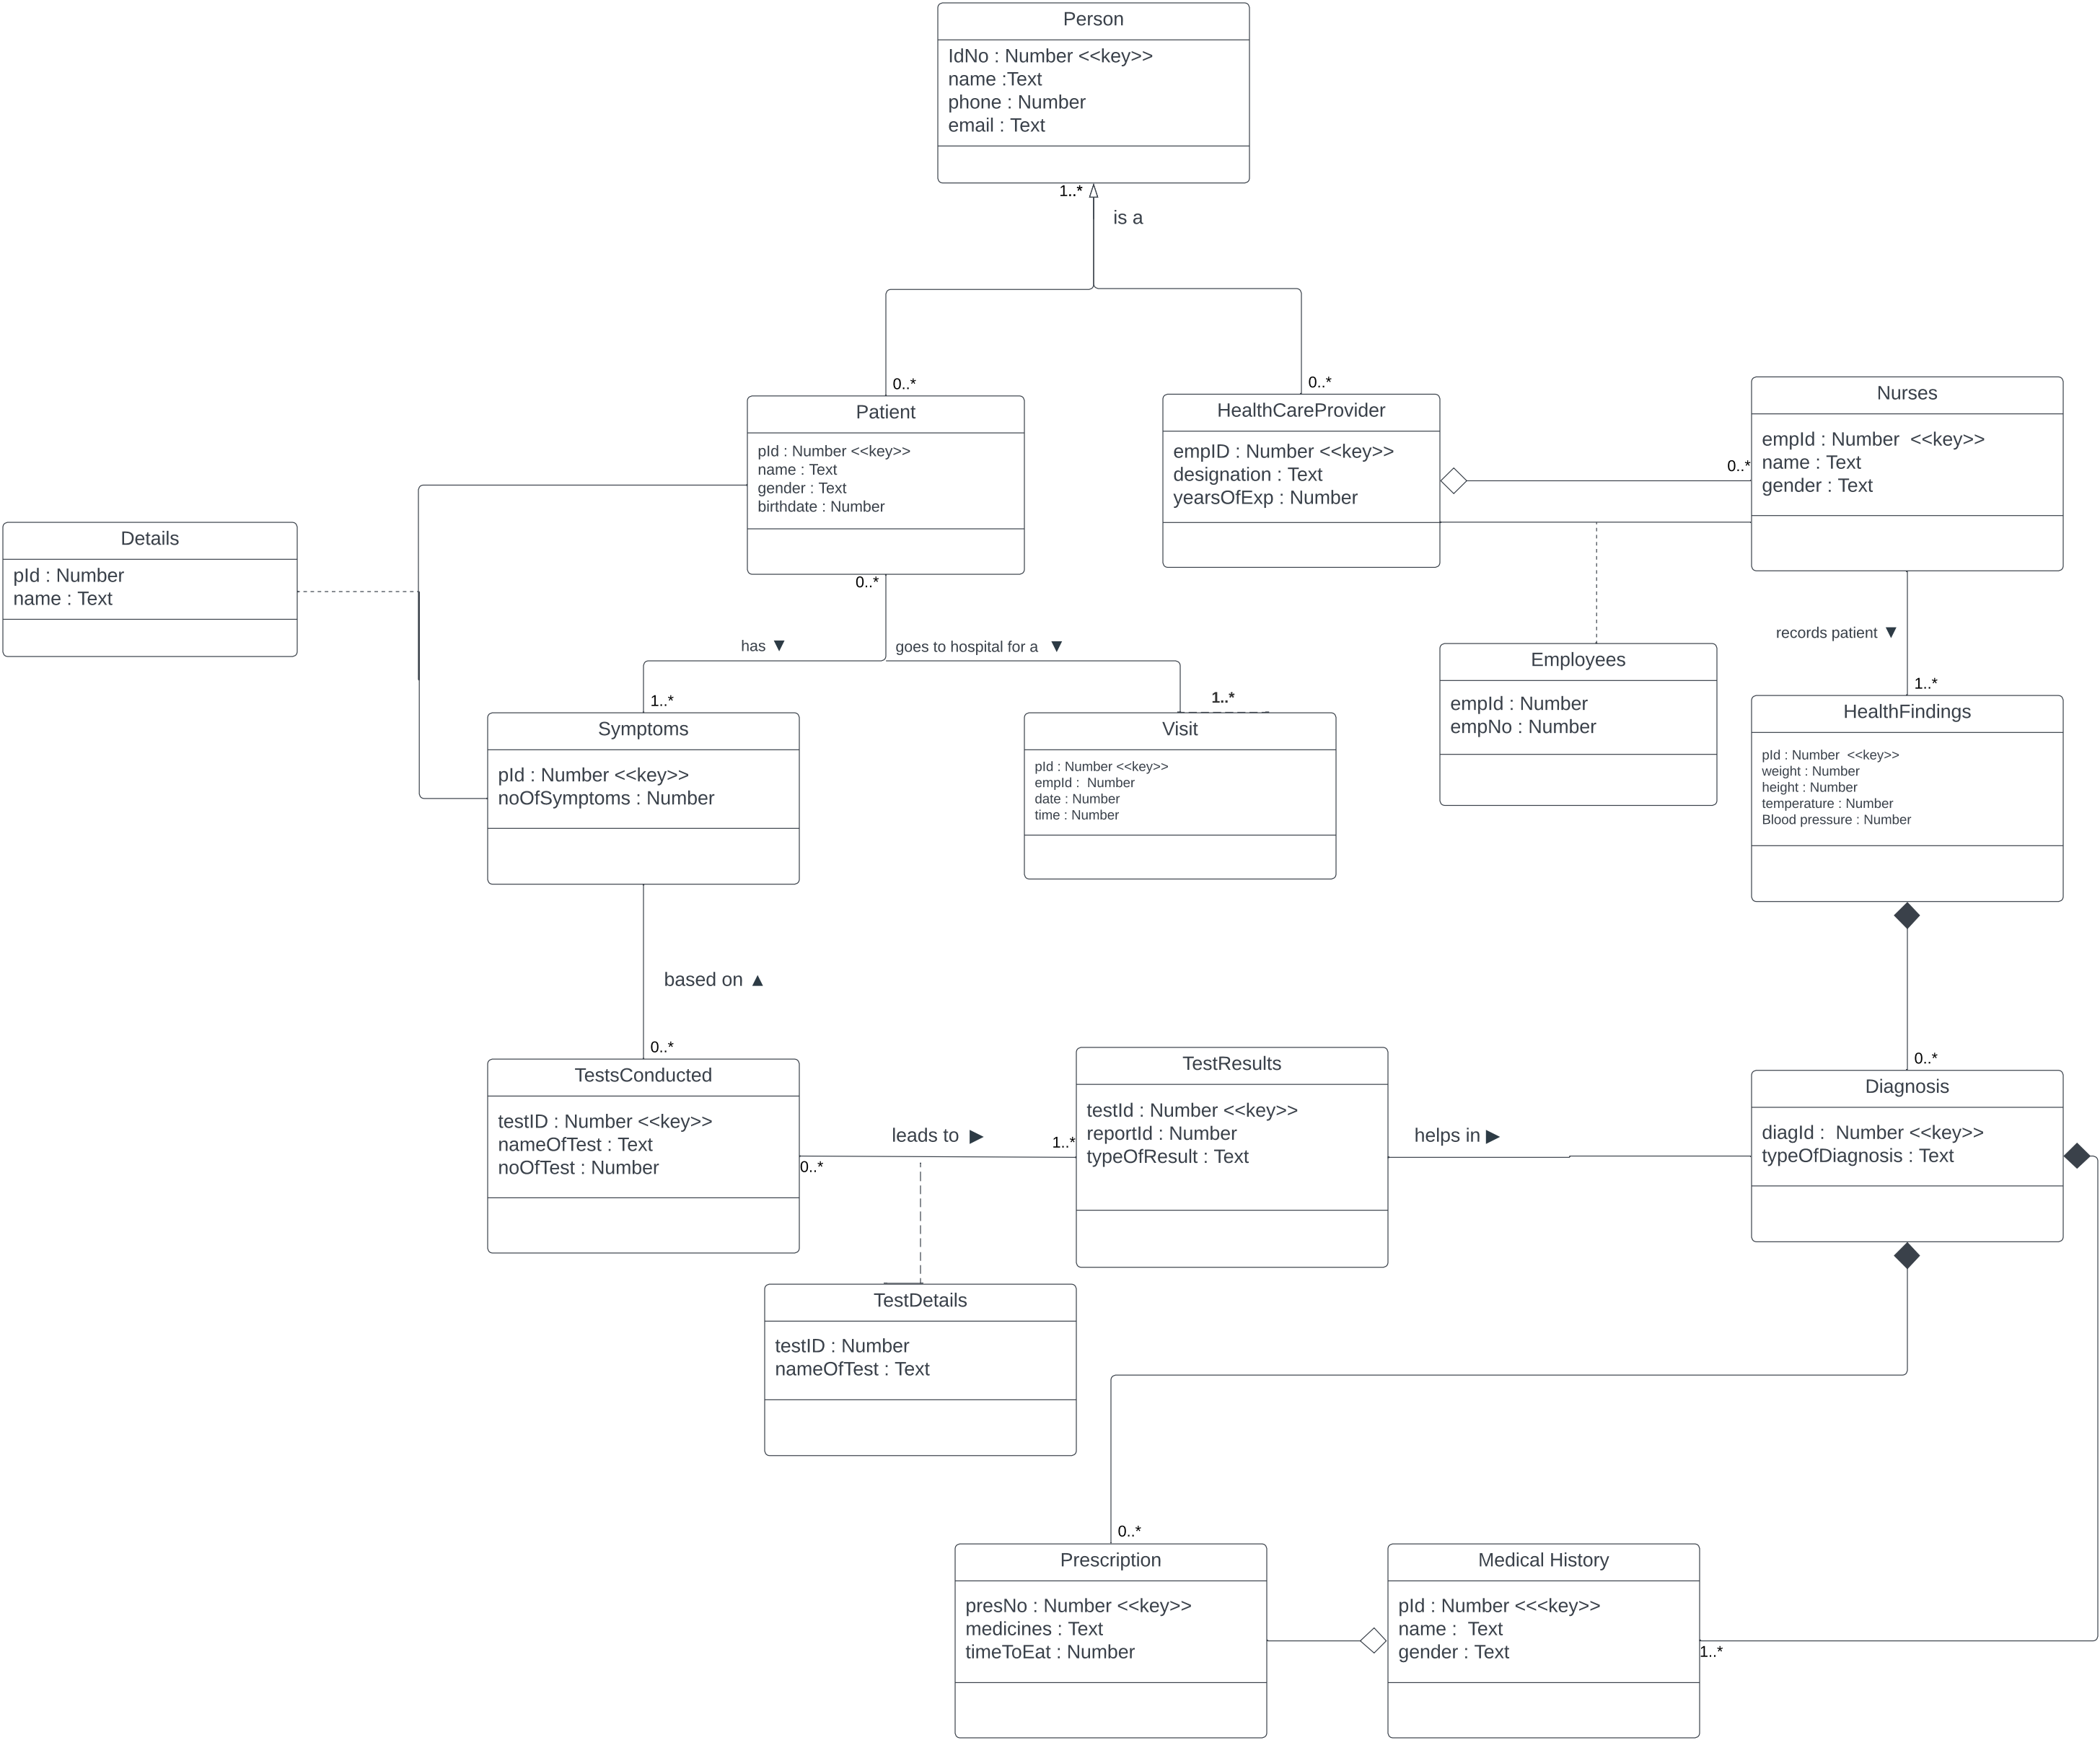 Person
IdNo : Number <<key>>
name :Text
phone : Number
email : Text
1..*
is a
0..*
0..*
Patient
pId : Number <<key>>
name : Text
gender : Text
birthdate : Number
HealthCareProvider
empID : Number <<key>>
designation : Text
yearsOfExp : Number
Nurses
empId : Number  <<key>>
name : Text
gender : Text
0..*
Details
pId : Number
name : Text
0..*
has ▼
goes to hospital for a ▼
records patient ▼
Employees
empId : Number
empNo : Number
1..*
1..*
1..*
Symptoms
pId : Number <<key>>
noOfSymptoms : Number
Visit
pId : Number <<key>>
empId :  Number
date : Number
time : Number
HealthFindings
pId : Number  <<key>>
weight : Number
height : Number
temperature : Number
Blood pressure : Number
based on ▲
0..*
0..*
TestsConducted
testID : Number <<key>>
nameOfTest : Text
noOfTest : Number
leads to ▶
0..*
1..*
TestResults
testId : Number <<key>>
reportId : Number
typeOfResult : Text
helps in ▶
Diagnosis
diagId :  Number <<key>>
typeOfDiagnosis : Text
TestDetails
testID : Number
nameOfTest : Text
0..*
Prescription
presNo : Number <<key>>
medicines : Text
timeToEat : Number
Medical History
pId : Number <<<key>>
name :  Text
gender : Text
1..*